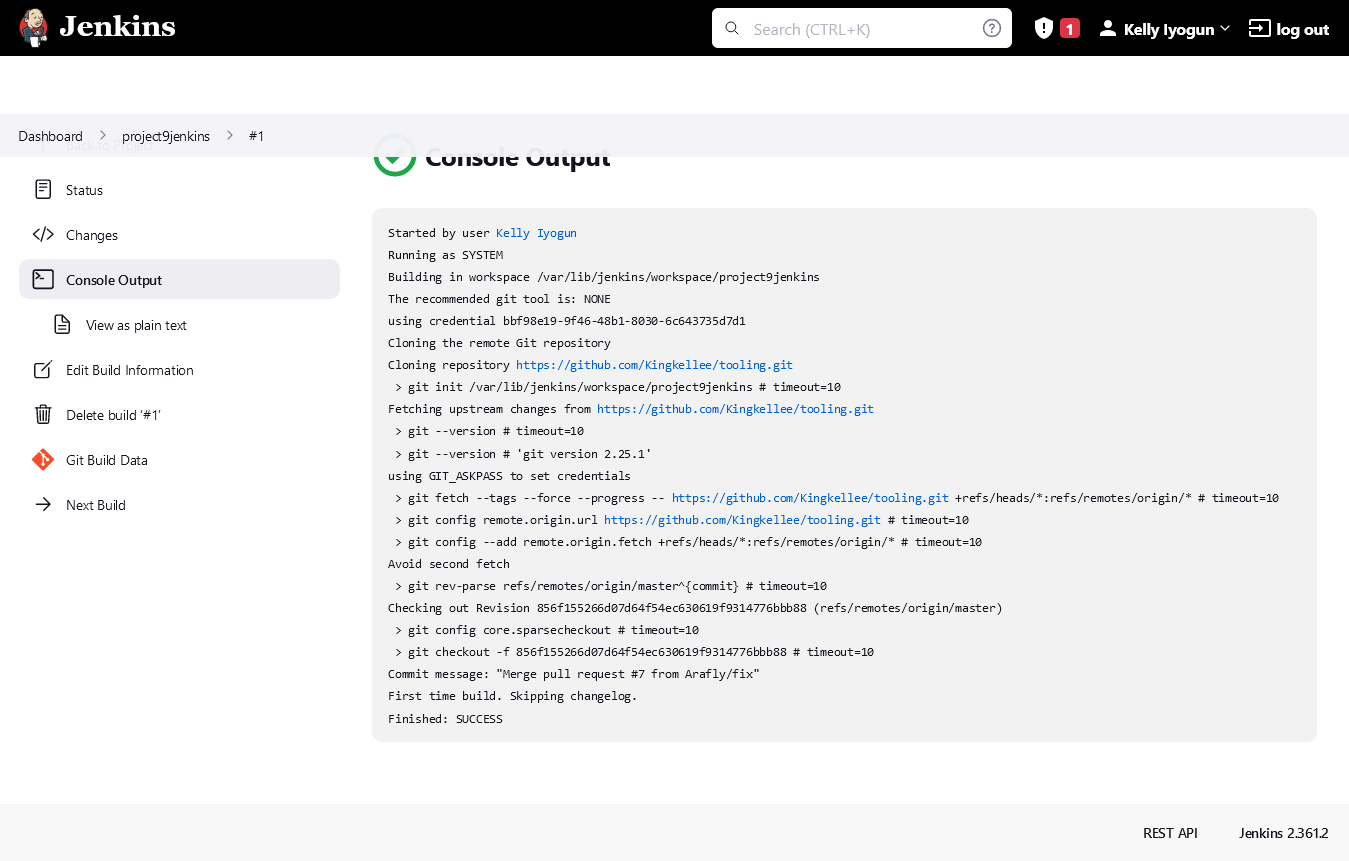 Jenkins
Search (CTRL+K)
1
Kelly Iyogun
log out
Dashboard
project9jenkins
#1
Back to Project
Status
Changes
Console Output
View as plain text
Edit Build Information
Delete build ‘#1’
Git Build Data
Next Build
Console Output
Started by user Kelly Iyogun
Running as SYSTEM
Building in workspace /var/lib/jenkins/workspace/project9jenkins
The recommended git tool is: NONE
using credential bbf98e19-9f46-48b1-8030-6c643735d7d1
Cloning the remote Git repository
Cloning repository https://github.com/Kingkellee/tooling.git
> git init /var/lib/jenkins/workspace/project9jenkins # timeout=10
Fetching upstream changes from https://github.com/Kingkellee/tooling.git
> git --version # timeout=10
> git --version # 'git version 2.25.1'
using GIT_ASKPASS to set credentials
> git fetch --tags --force --progress -- https://github.com/Kingkellee/tooling.git +refs/heads/*:refs/remotes/origin/* # timeout=10
> git config remote.origin.url https://github.com/Kingkellee/tooling.git # timeout=10
> git config --add remote.origin.fetch +refs/heads/*:refs/remotes/origin/* # timeout=10
Avoid second fetch
> git rev-parse refs/remotes/origin/master^{commit} # timeout=10
Checking out Revision 856f155266d07d64f54ec630619f9314776bbb88 (refs/remotes/origin/master)
> git config core.sparsecheckout # timeout=10
> git checkout -f 856f155266d07d64f54ec630619f9314776bbb88 # timeout=10
Commit message: "Merge pull request #7 from Arafly/fix"
First time build. Skipping changelog.
Finished: SUCCESS
REST API
Jenkins 2.361.2